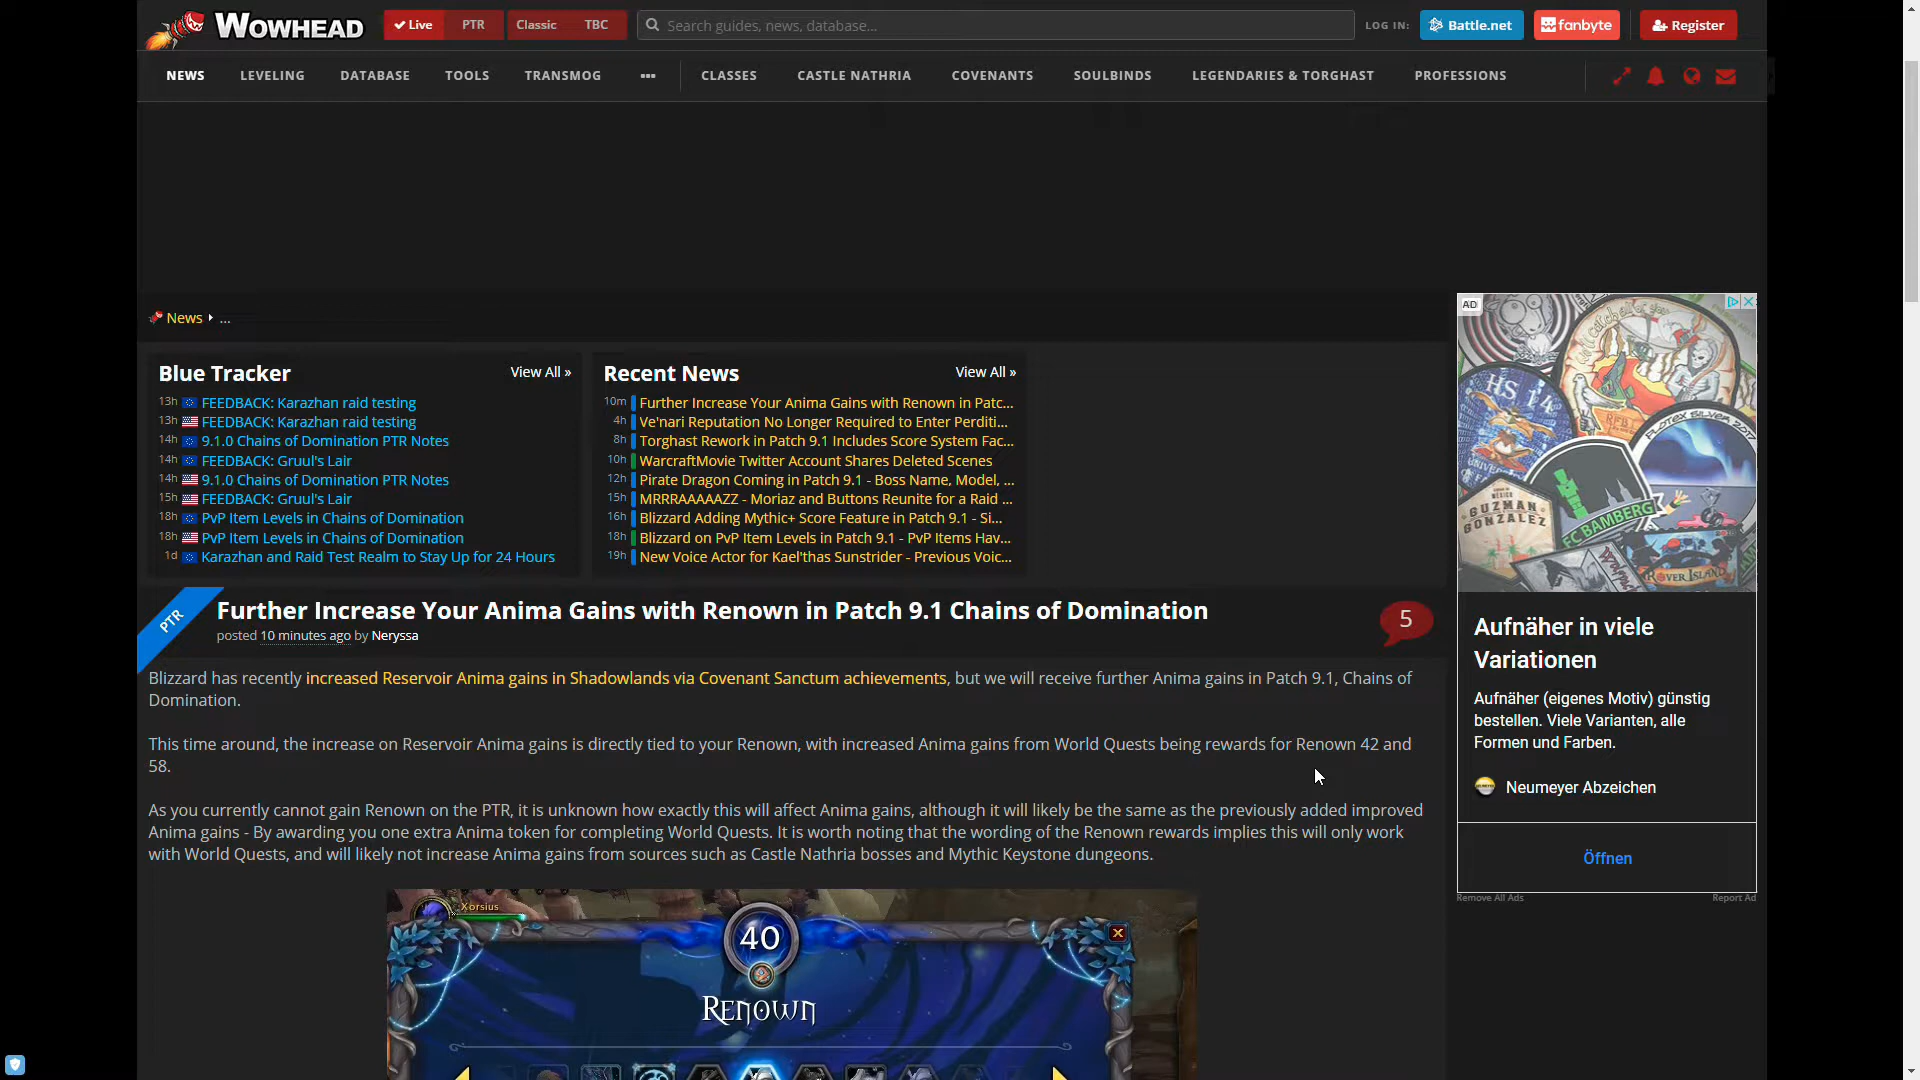 WOWHEAD
Live PTR Classic TBC
Search guides, news, database...
LOG IN: Battle.net fanbyte Register
NEWS LEVELING DATABASE TOOLS TRANSMOG ••• CLASSES CASTLE NATHRIA COVENANTS SOULBINDS LEGENDARIES & TORGHAST PROFESSIONS
News ...
Blue Tracker View All »
13h FEEDBACK: Karazhan raid testing
13h FEEDBACK: Karazhan raid testing
14h 9.1.0 Chains of Domination PTR Notes
14h FEEDBACK: Gruul's Lair
14h 9.1.0 Chains of Domination PTR Notes
15h FEEDBACK: Gruul's Lair
18h PvP Item Levels in Chains of Domination
18h PvP Item Levels in Chains of Domination
1d Karazhan and Raid Test Realm to Stay Up for 24 Hours
Recent News View All »
10m Further Increase Your Anima Gains with Renown in Patc...
4h Ve'nari Reputation No Longer Required to Enter Perditi...
8h Torghast Rework in Patch 9.1 Includes Score System Fac...
10h WarcraftMovie Twitter Account Shares Deleted Scenes
12h Pirate Dragon Coming in Patch 9.1 - Boss Name, Model, ...
15h MRRRAAAAAZZ - Moriaz and Buttons Reunite for a Raid ...
16h Blizzard Adding Mythic+ Score Feature in Patch 9.1 - Si...
18h Blizzard on PvP Item Levels in Patch 9.1 - PvP Items Hav...
19h New Voice Actor for Kael'thas Sunstrider - Previous Voic...
PTR
Further Increase Your Anima Gains with Renown in Patch 9.1 Chains of Domination
posted 10 minutes ago by Neryssa
5
Blizzard has recently increased Reservoir Anima gains in Shadowlands via Covenant Sanctum achievements, but we will receive further Anima gains in Patch 9.1, Chains of
Domination.
This time around, the increase on Reservoir Anima gains is directly tied to your Renown, with increased Anima gains from World Quests being rewards for Renown 42 and
58.
As you currently cannot gain Renown on the PTR, it is unknown how exactly this will affect Anima gains, although it will likely be the same as the previously added improved
Anima gains - By awarding you one extra Anima token for completing World Quests. It is worth noting that the wording of the Renown rewards implies this will only work
with World Quests, and will likely not increase Anima gains from sources such as Castle Nathria bosses and Mythic Keystone dungeons.
Xorsius
40
RENOWN
AD
HS 14
FLOTEX SILVER 2017
GUZMAN
GONZALEZ
FC BAMBERG
RIVER ISLAND
Aufnäher in viele
Variationen
Aufnäher (eigenes Motiv) günstig
bestellen. Viele Varianten, alle
Formen und Farben.
Neumeyer Abzeichen
Öffnen
Remove All Ads Report Ad